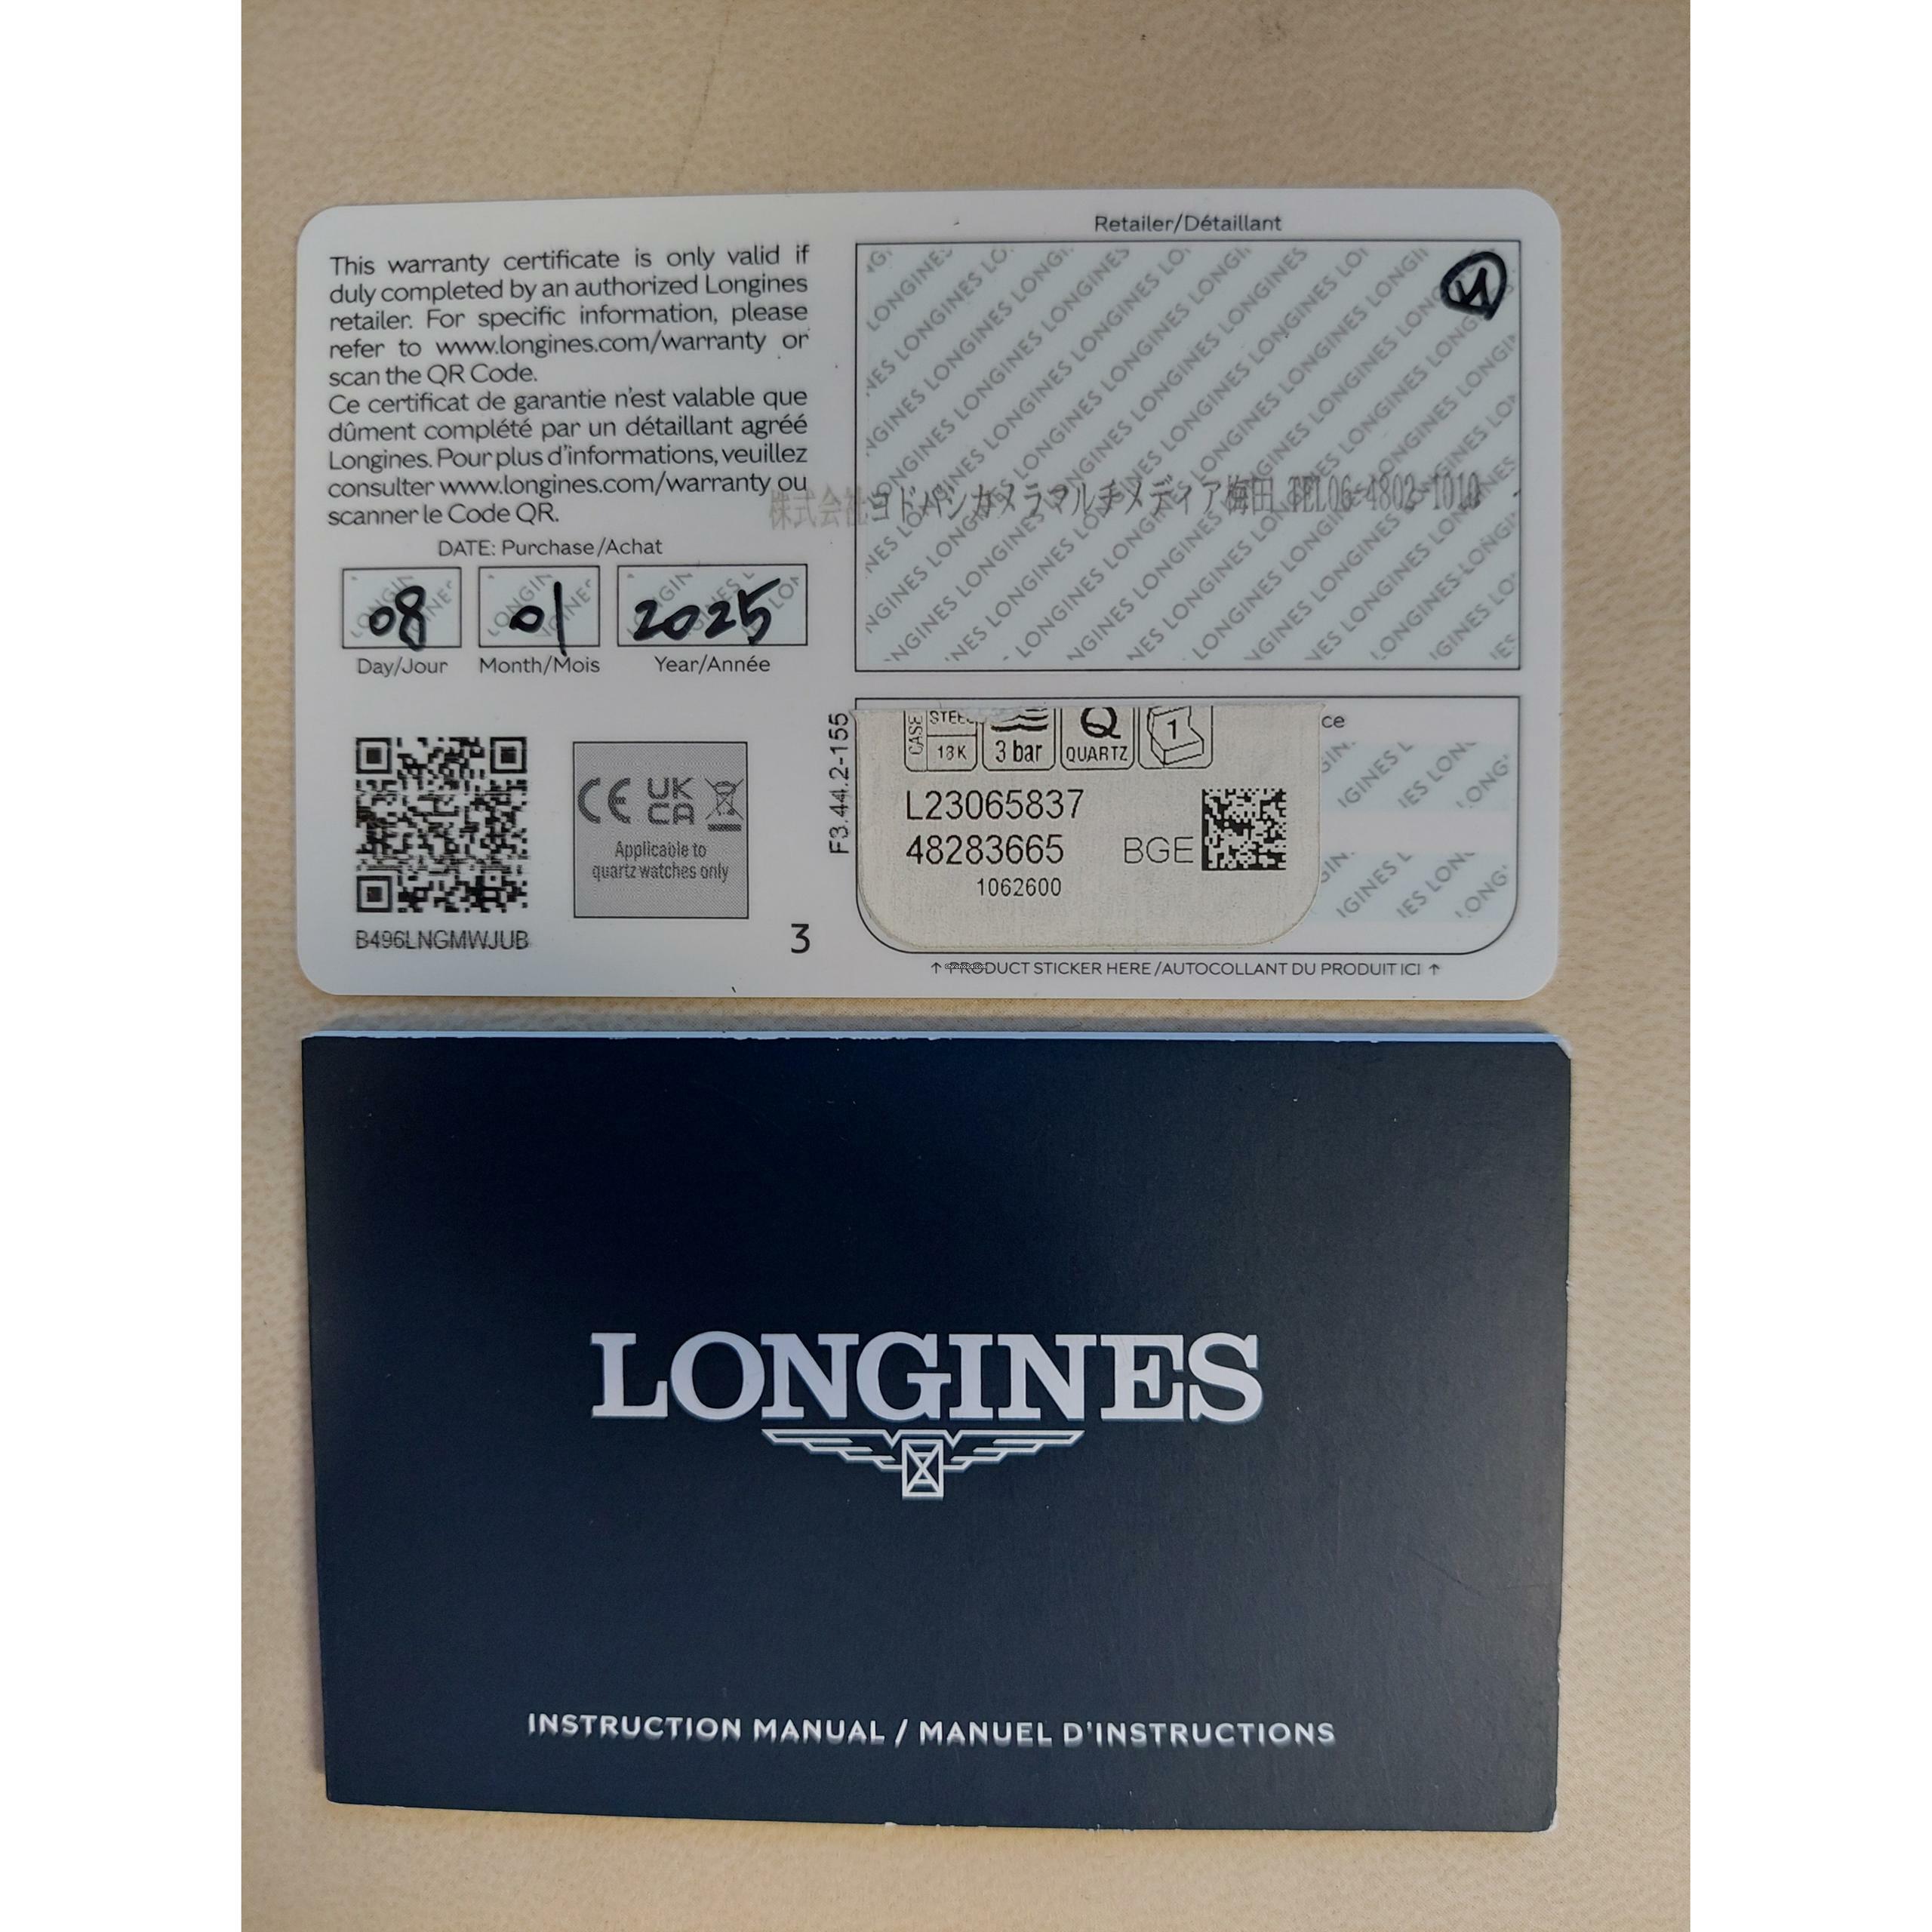 Retailer/Détaillant
This warranty certificate is only valid if
duly completed by an authorized Longines
retailer. For specific information, please
refer to www.longines.com/warranty or
scan the QR Code.
Ce certificat de garantie n'est valable que
dûment complété par un détaillant agréé
Longines. Pour plus d'informations, veuillez
consulter www.longines.com/warranty ou
scanner le Code QR.
株式会社ヨドバシカメラマルチメディア梅田 TEL06-4802-1010
DATE: Purchase/Achat
08 01 2025
Day/Jour Month/Mois Year/Année
F3.44.2-155
CASE STEEL 18K 3 bar QUARTZ 1
L23065837
48283665 BGE
1062600
CE UKCA
Applicable to
quartz watches only
B496LNGMWJUB
3
↑ PRODUCT STICKER HERE/AUTOCOLLANT DU PRODUIT ICI ↑
LONGINES
INSTRUCTION MANUAL / MANUEL D'INSTRUCTIONS